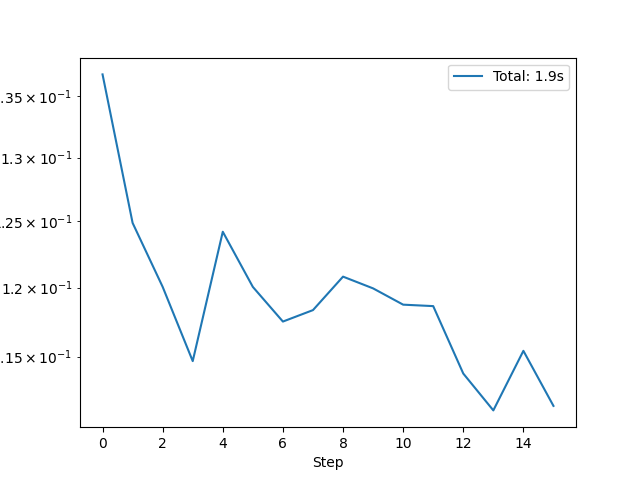 Total: 1.9s
.35 × 10⁻¹
1.3 × 10⁻¹
.25 × 10⁻¹
1.2 × 10⁻¹
.15 × 10⁻¹
0 2 4 6 8 10 12 14
Step